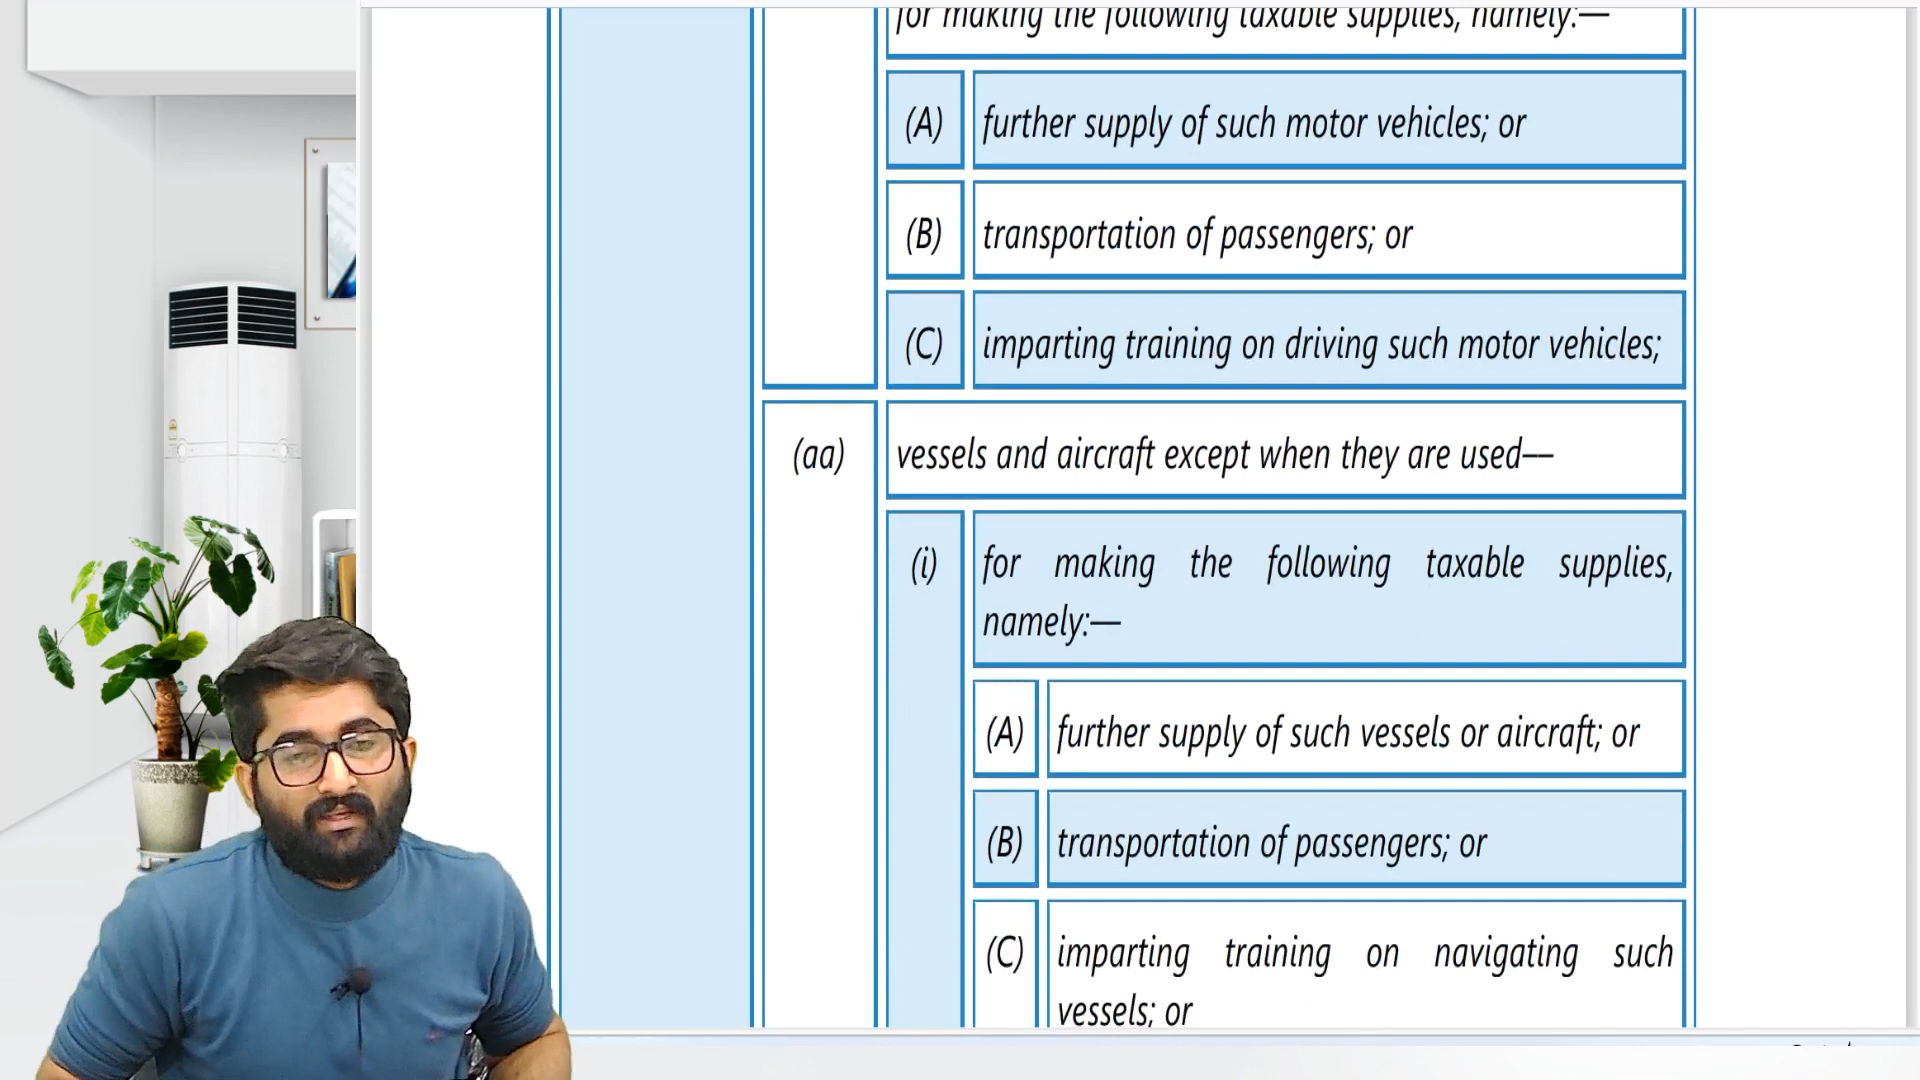 for making the following taxable supplies, namely:—
(A) further supply of such motor vehicles; or
(B) transportation of passengers; or
(C) imparting training on driving such motor vehicles;
(aa) vessels and aircraft except when they are used––
(i) for making the following taxable supplies,
namely:—
(A) further supply of such vessels or aircraft; or
(B) transportation of passengers; or
(C) imparting training on navigating such
vessels; or